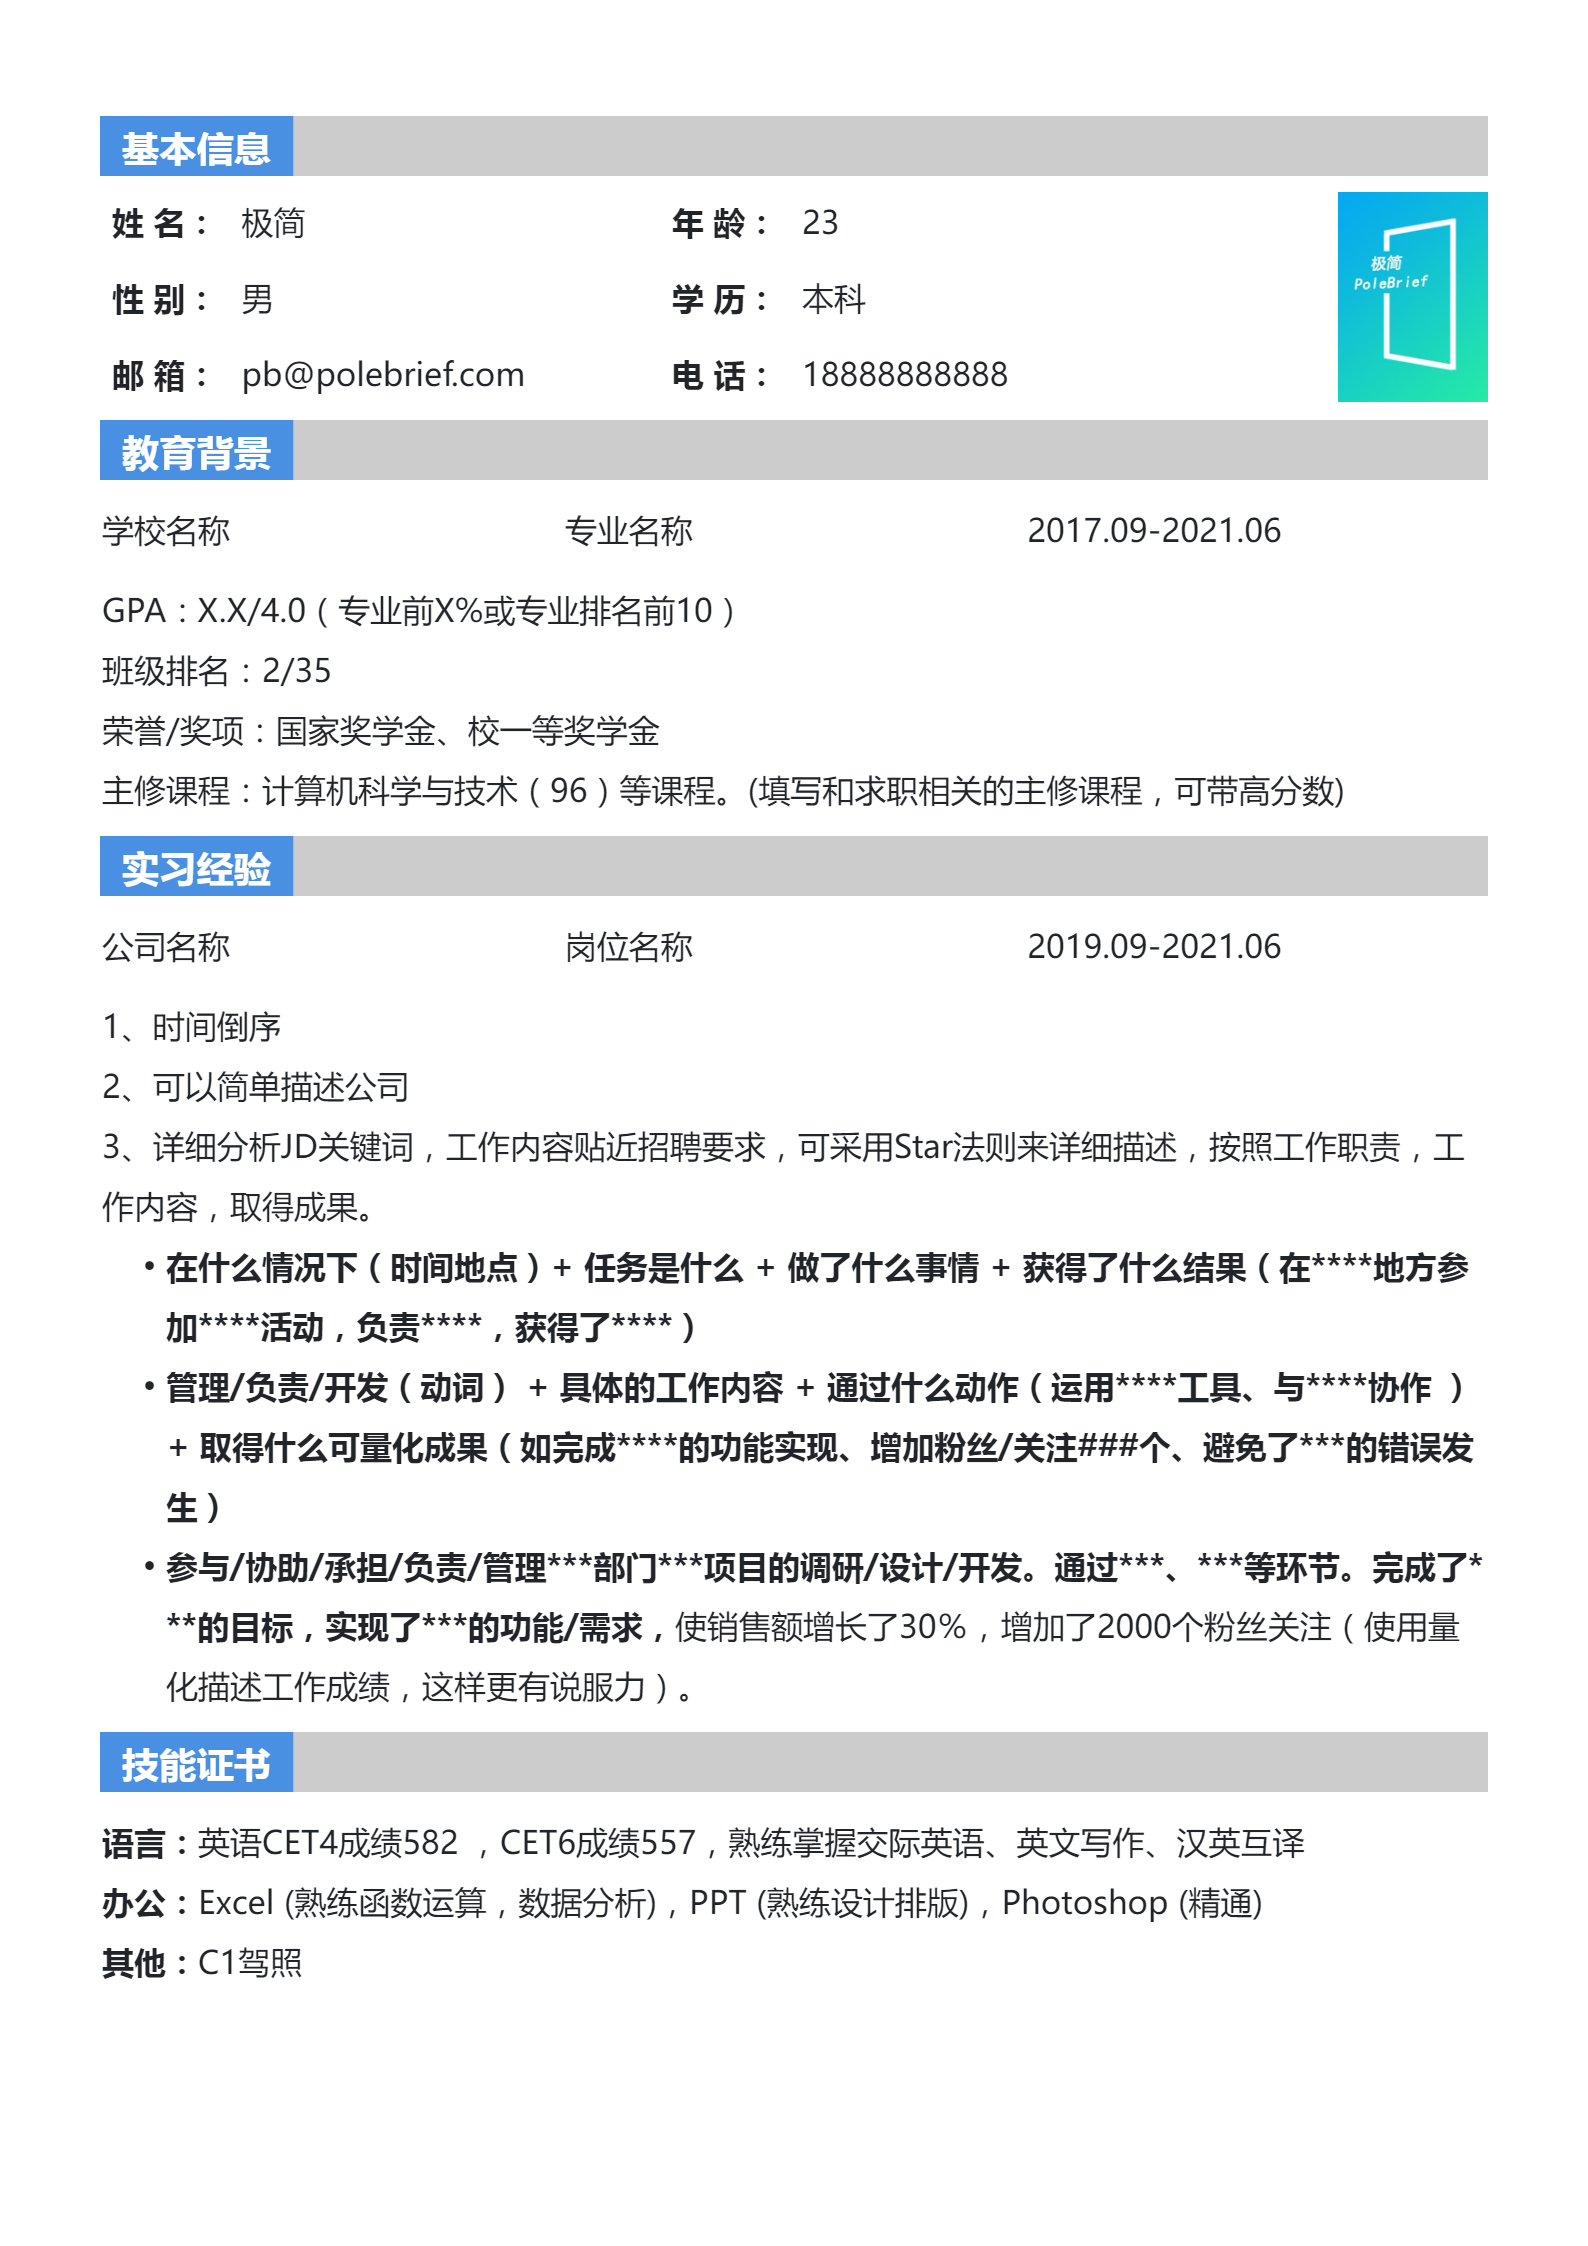 基本信息
姓 名： 极简 年 龄： 23
性 别： 男 学 历： 本科
邮 箱： pb@polebrief.com 电 话： 18888888888
极简
PoleBrief
教育背景
学校名称 专业名称 2017.09-2021.06
GPA：X.X/4.0（专业前X%或专业排名前10）
班级排名：2/35
荣誉/奖项：国家奖学金、校一等奖学金
主修课程：计算机科学与技术（96）等课程。(填写和求职相关的主修课程，可带高分数)
实习经验
公司名称 岗位名称 2019.09-2021.06
1、时间倒序
2、可以简单描述公司
3、详细分析JD关键词，工作内容贴近招聘要求，可采用Star法则来详细描述，按照工作职责，工
作内容，取得成果。
• 在什么情况下（时间地点）+ 任务是什么 + 做了什么事情 + 获得了什么结果（在****地方参
加****活动，负责****，获得了****）
• 管理/负责/开发（动词） + 具体的工作内容 + 通过什么动作（运用****工具、与****协作 ）
+ 取得什么可量化成果（如完成****的功能实现、增加粉丝/关注###个、避免了***的错误发
生）
• 参与/协助/承担/负责/管理***部门***项目的调研/设计/开发。通过***、***等环节。完成了*
**的目标，实现了***的功能/需求，使销售额增长了30%，增加了2000个粉丝关注（使用量
化描述工作成绩，这样更有说服力）。
技能证书
语言：英语CET4成绩582 ，CET6成绩557，熟练掌握交际英语、英文写作、汉英互译
办公：Excel (熟练函数运算，数据分析)，PPT (熟练设计排版)，Photoshop (精通)
其他：C1驾照